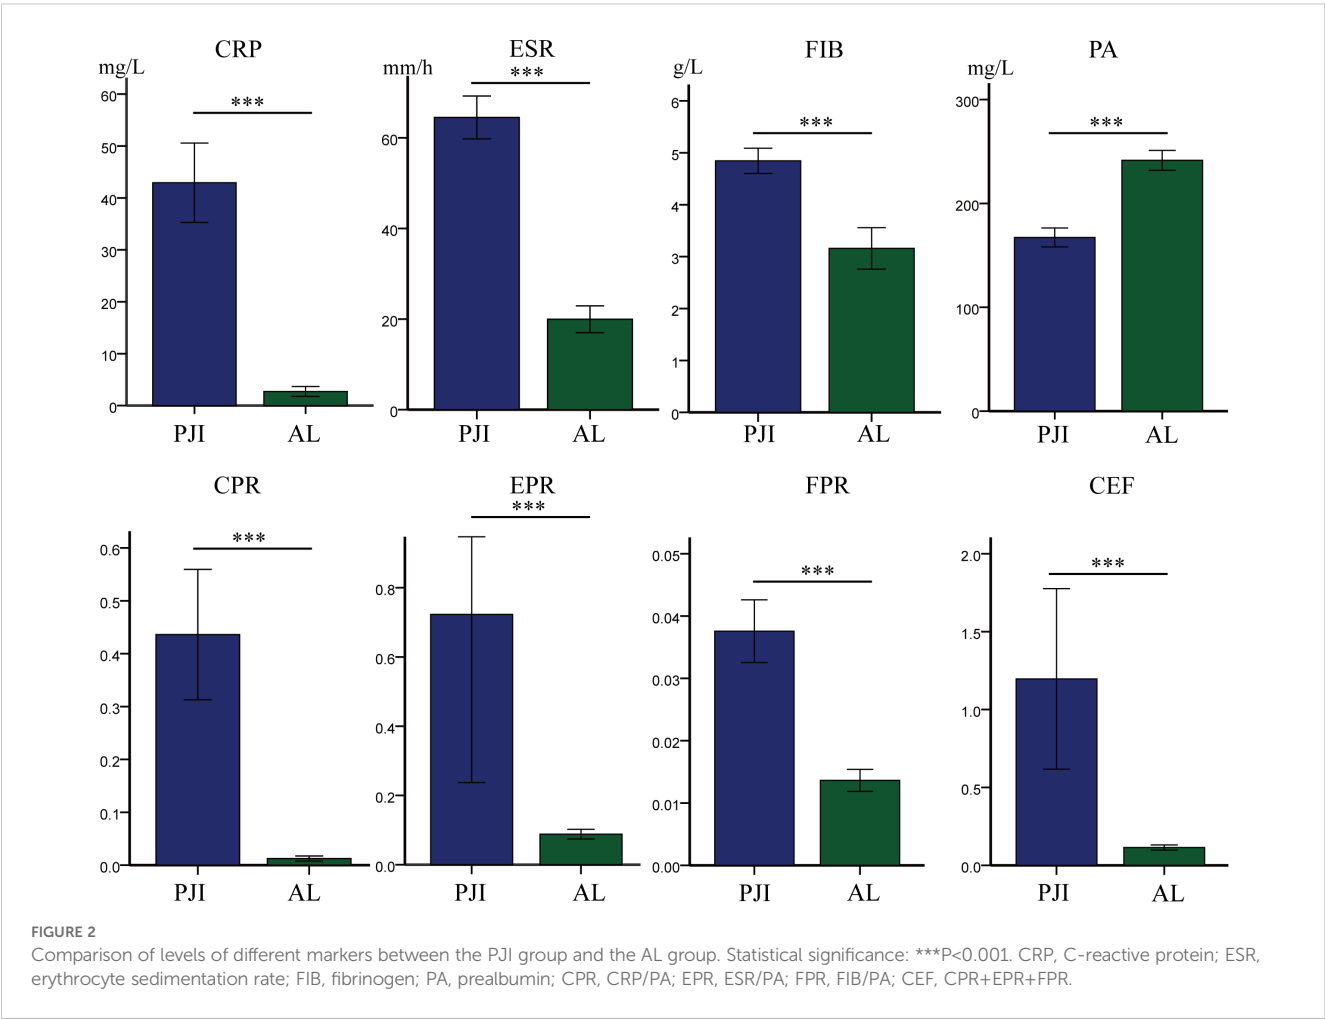 CRP
mg/L
60
50
40
30
20
10
0
***
PJI AL
ESR
mm/h
60
40
20
0
***
PJI AL
FIB
g/L
6
5
4
3
2
1
0
***
PJI AL
PA
mg/L
300
200
100
0
***
PJI AL
CPR
0.6
0.5
0.4
0.3
0.2
0.1
0.0
***
PJI AL
EPR
0.8
0.6
0.4
0.2
0.0
***
PJI AL
FPR
0.05
0.04
0.03
0.02
0.01
0.00
***
PJI AL
CEF
2.0
1.5
1.0
0.5
0.0
***
PJI AL
FIGURE 2
Comparison of levels of different markers between the PJI group and the AL group. Statistical significance: ***P<0.001. CRP, C-reactive protein; ESR,
erythrocyte sedimentation rate; FIB, fibrinogen; PA, prealbumin; CPR, CRP/PA; EPR, ESR/PA; FPR, FIB/PA; CEF, CPR+EPR+FPR.